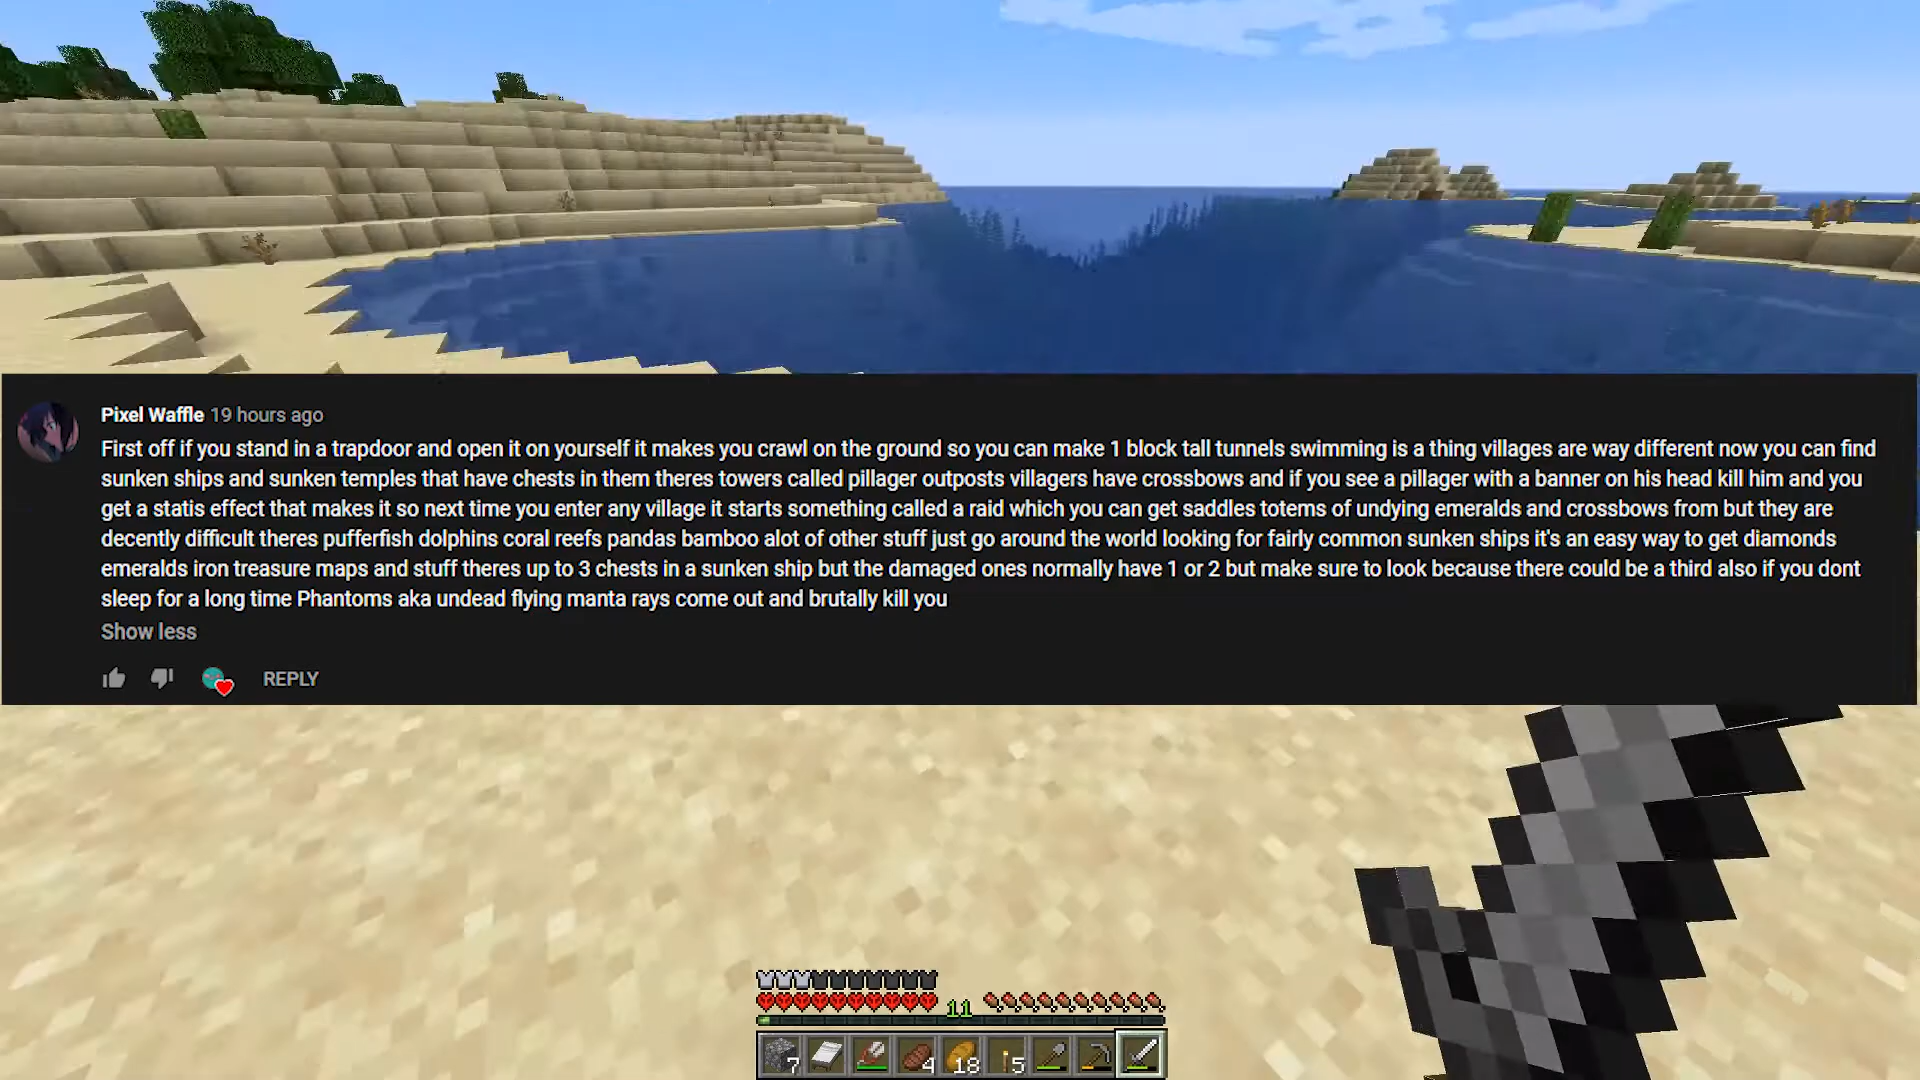 Pixel Waffle 19 hours ago
First off if you stand in a trapdoor and open it on yourself it makes you crawl on the ground so you can make 1 block tall tunnels swimming is a thing villages are way different now you can find
sunken ships and sunken temples that have chests in them theres towers called pillager outposts villagers have crossbows and if you see a pillager with a banner on his head kill him and you
get a statis effect that makes it so next time you enter any village it starts something called a raid which you can get saddles totems of undying emeralds and crossbows from but they are
decently difficult theres pufferfish dolphins coral reefs pandas bamboo alot of other stuff just go around the world looking for fairly common sunken ships it's an easy way to get diamonds
emeralds iron treasure maps and stuff theres up to 3 chests in a sunken ship but the damaged ones normally have 1 or 2 but make sure to look because there could be a third also if you dont
sleep for a long time Phantoms aka undead flying manta rays come out and brutally kill you
Show less
REPLY
11
7 4 18 5